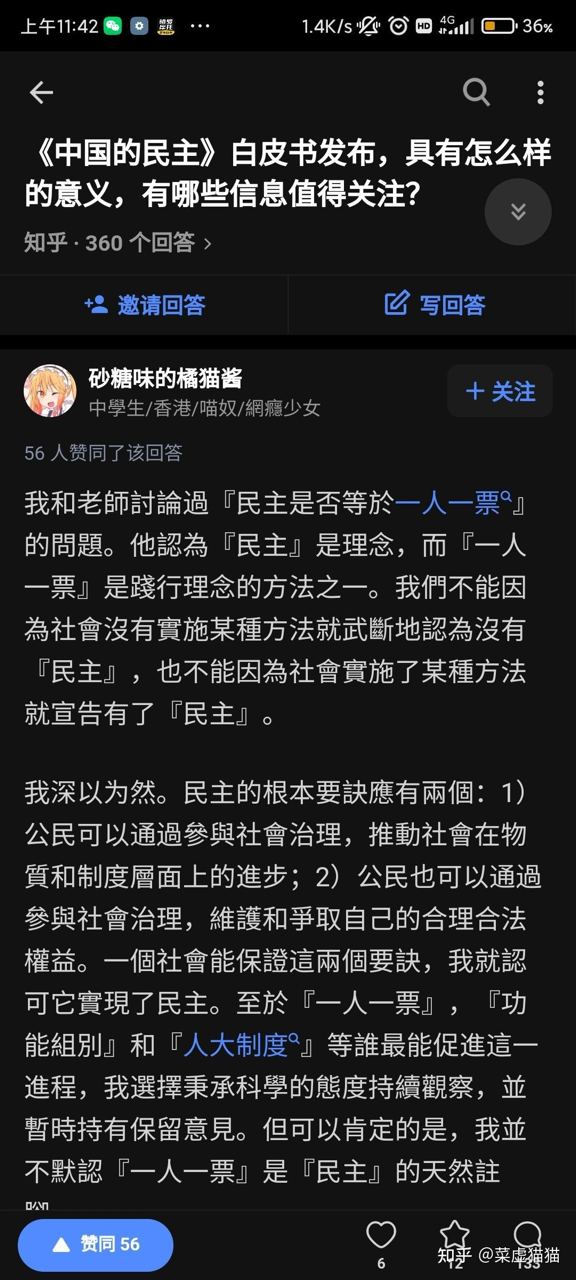 上午11:42
1.4K/s
HD
4G
36%
《中国的民主》白皮书发布，具有怎么样
的意义，有哪些信息值得关注？
知乎 · 360 个回答 >
邀请回答
写回答
砂糖味的橘猫酱
中學生/香港/喵奴/網癮少女
+ 关注
56 人赞同了该回答
我和老師討論過『民主是否等於一人一票』
的問題。他認為『民主』是理念，而『一人
一票』是踐行理念的方法之一。我們不能因
為社會沒有實施某種方法就武斷地認為沒有
『民主』，也不能因為社會實施了某種方法
就宣告有了『民主』。
我深以为然。民主的根本要訣應有兩個：1）
公民可以通過參與社會治理，推動社會在物
質和制度層面上的進步；2）公民也可以通過
參與社會治理，維護和爭取自己的合理合法
權益。一個社會能保證這兩個要訣，我就認
可它實現了民主。至於『一人一票』，『功
能組別』和『人大制度』等誰最能促進這一
進程，我選擇秉承科學的態度持續觀察，並
暫時持有保留意見。但可以肯定的是，我並
不默認『一人一票』是『民主』的天然註
赞同 56
6
12
133
知乎 @菜虚猫猫